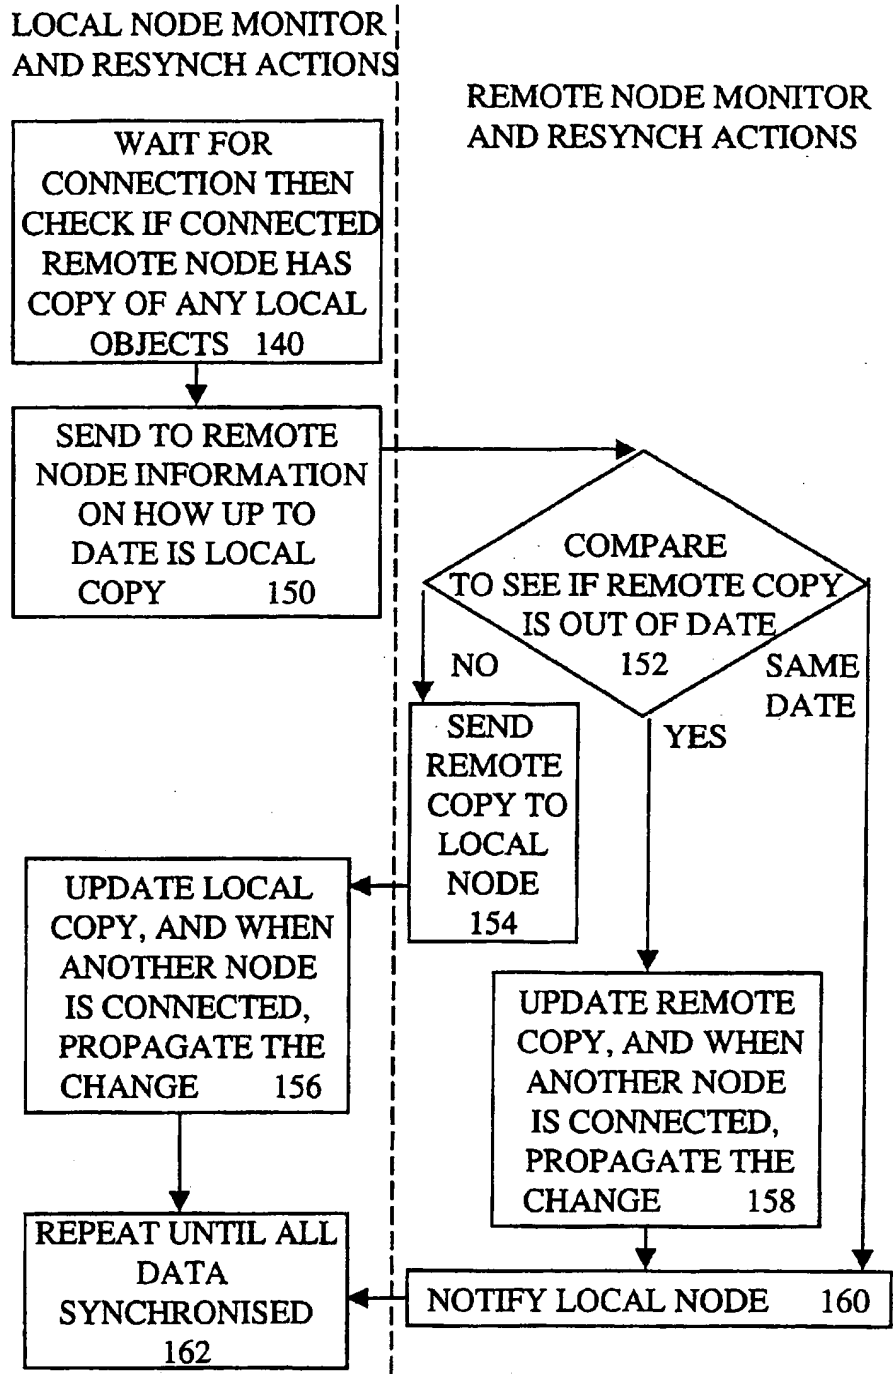 LOCAL NODE MONITOR
AND RESYNCH ACTIONS
REMOTE NODE MONITOR
AND RESYNCH ACTIONS
WAIT FOR
CONNECTION THEN
CHECK IF CONNECTED
REMOTE NODE HAS
COPY OF ANY LOCAL
OBJECTS 140
SEND TO REMOTE
NODE INFORMATION
ON HOW UP TO
DATE IS LOCAL
COPY 150
COMPARE
TO SEE IF REMOTE COPY
IS OUT OF DATE
152
NO
YES
SAME
DATE
SEND
REMOTE
COPY TO
LOCAL
NODE
154
UPDATE LOCAL
COPY, AND WHEN
ANOTHER NODE
IS CONNECTED,
PROPAGATE THE
CHANGE 156
UPDATE REMOTE
COPY, AND WHEN
ANOTHER NODE
IS CONNECTED,
PROPAGATE THE
CHANGE 158
NOTIFY LOCAL NODE 160
REPEAT UNTIL ALL
DATA
SYNCHRONISED
162